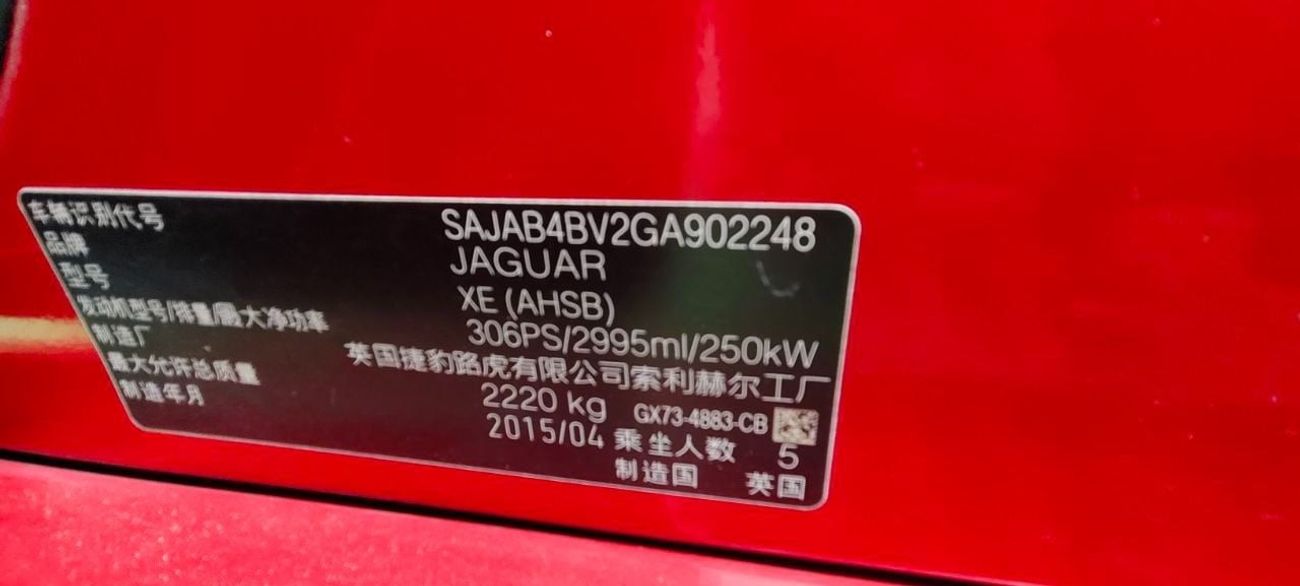 车辆识别代号 SAJAB4BV2GA902248
品牌 JAGUAR
型号 XE (AHSB)
发动机型号/排量/最大净功率 306PS/2995ml/250kW
制造厂 英国捷豹路虎有限公司索利赫尔工厂
最大允许总质量 2220 kg GX73-4883-CB
制造年月 2015/04 乘坐人数 5
制造国 英国